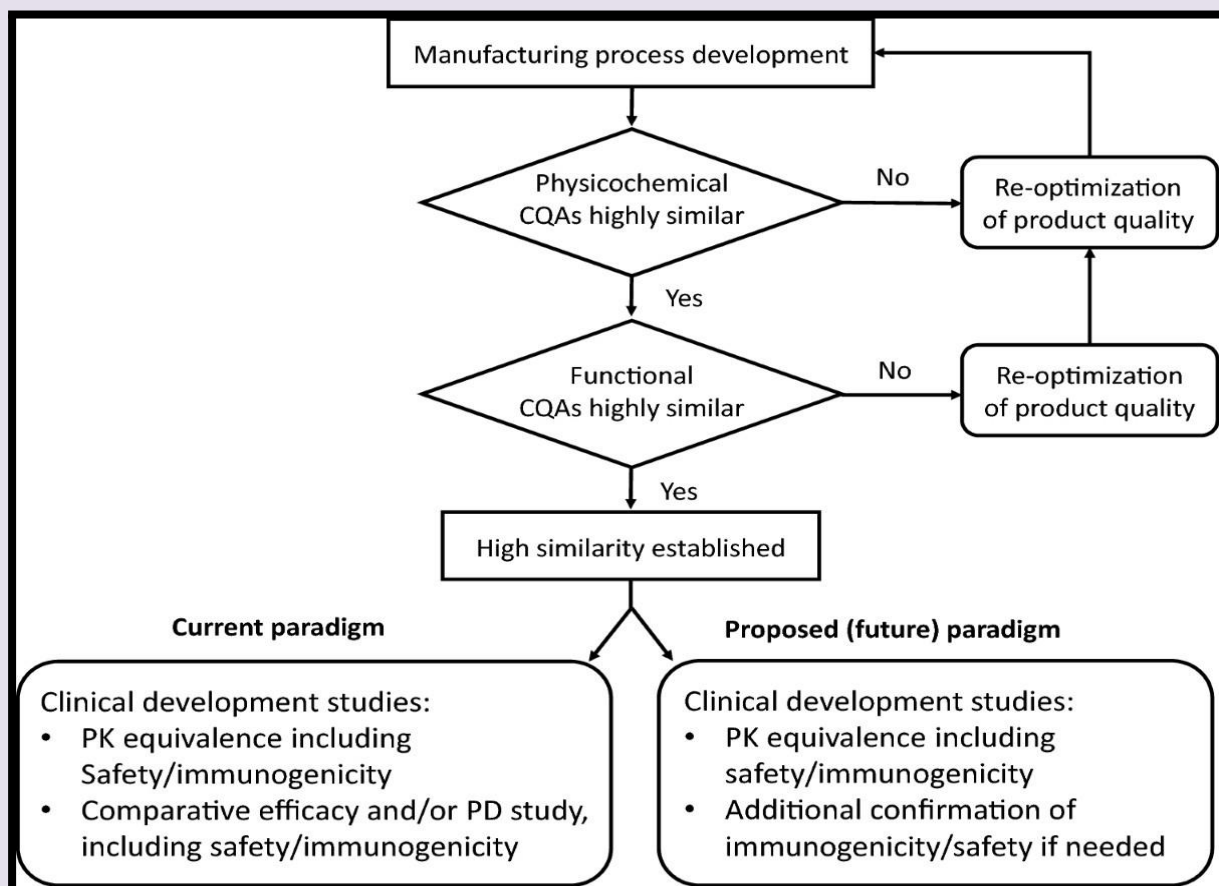 Manufacturing process development
Physicochemical
CQAs highly similar
No
Re-optimization
of product quality
Yes
Functional
CQAs highly similar
No
Re-optimization
of product quality
Yes
High similarity established
Current paradigm
Clinical development studies:
• PK equivalence including
Safety/immunogenicity
• Comparative efficacy and/or PD study,
including safety/immunogenicity
Proposed (future) paradigm
Clinical development studies:
• PK equivalence including
safety/immunogenicity
• Additional confirmation of
immunogenicity/safety if needed